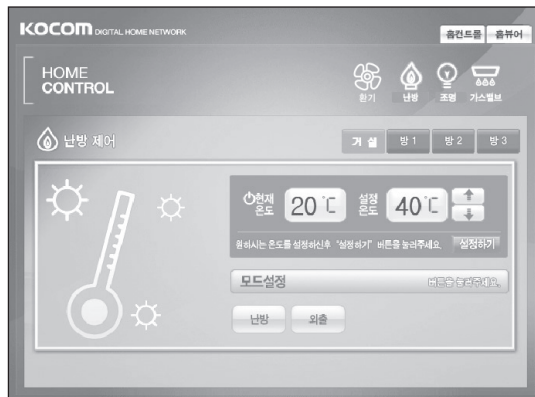 KOCOM DIGITAL HOME NETWORK
홈컨트롤 홈뷰어
HOME
CONTROL
환기 난방 조명 가스밸브
난방 제어
거 실 방 1 방 2 방 3
현재
온도 20℃ 설정
온도 40℃
원하시는 온도를 설정하신후 "설정하기" 버튼을 눌러주세요. 설정하기
모드설정 버튼을 눌러주세요.
난방 외출